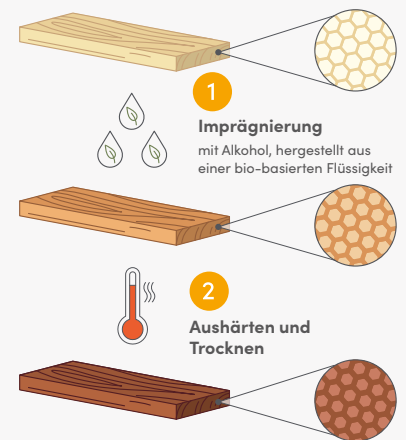 1
Imprägnierung
mit Alkohol, hergestellt aus
einer bio-basierten Flüssigkeit
2
Aushärten und
Trocknen